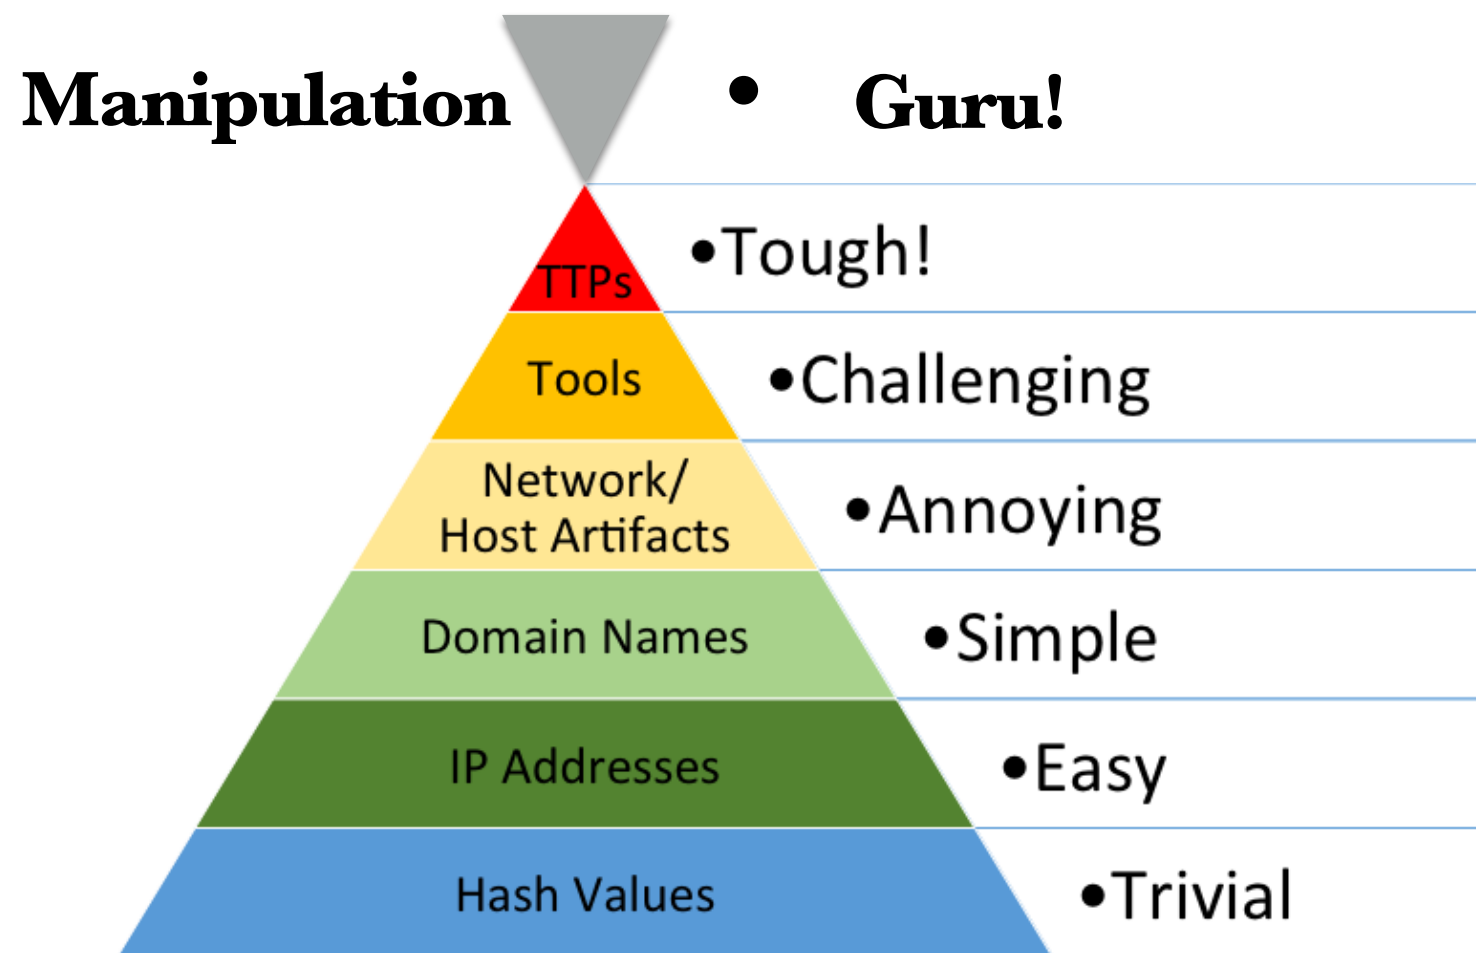 Manipulation • Guru!
TTPs •Tough!
Tools •Challenging
Network/
Host Artifacts •Annoying
Domain Names •Simple
IP Addresses •Easy
Hash Values •Trivial